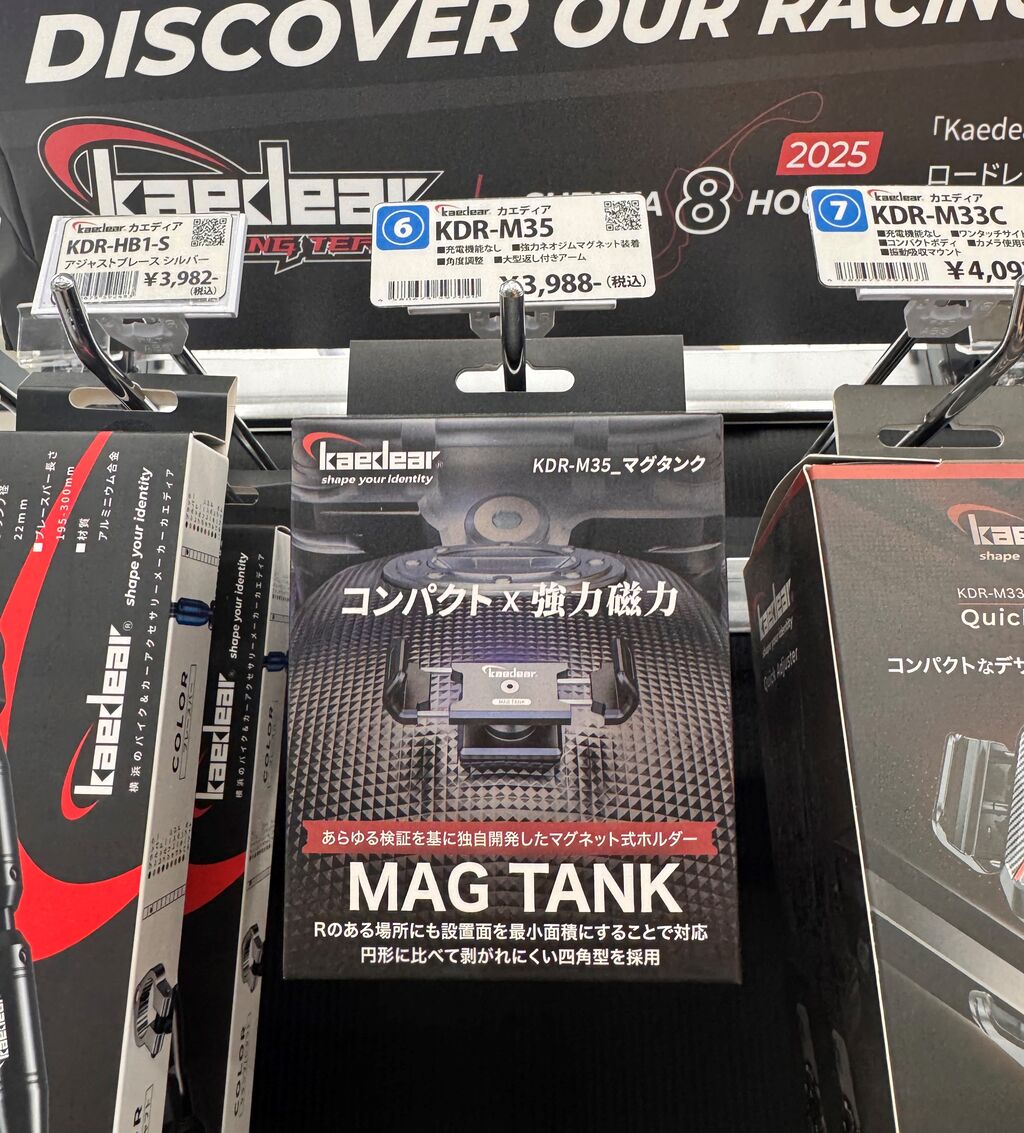 DISCOVER OUR RACIN
kaedear
2025
8 HOU
「Kaede
ロードレ
kaedear カエディア
KDR-HB1-S
アジャストブレース シルバー
¥3,982-
(税込)
6
kaedear カエディア
KDR-M35
■充電機能なし ■強力ネオジムマグネット装着
■角度調整 ■大型返し付きアーム
¥3,988-(税込)
7
kaedear カエディア
KDR-M33C
■充電機能なし ■ワンタッチサイド
■コンパクトボディ ■カメラ使用可
■振動吸収マウント
¥4,09
kaedear®
shape your identity
KDR-M35_マグタンク
コンパクト x 強力磁力
kaedear
MAG TANK
あらゆる検証を基に独自開発したマグネット式ホルダー
MAG TANK
Rのある場所にも設置面を最小面積にすることで対応
円形に比べて剥がれにくい四角型を採用
22mm
■ブレースバー長さ
195-300mm
■材質
アルミニウム合金
kaedear® shape your identity
横浜のバイク&カーアクセサリーメーカーカエディア
COLOR
kaedear shape your identity
横浜のバイク&カーアクセサリーメーカーカエディア
COLOR
kaedear
shape your identity
Quick Adjuster
kae
shape
KDR-M33
Quick
コンパクトなデザ